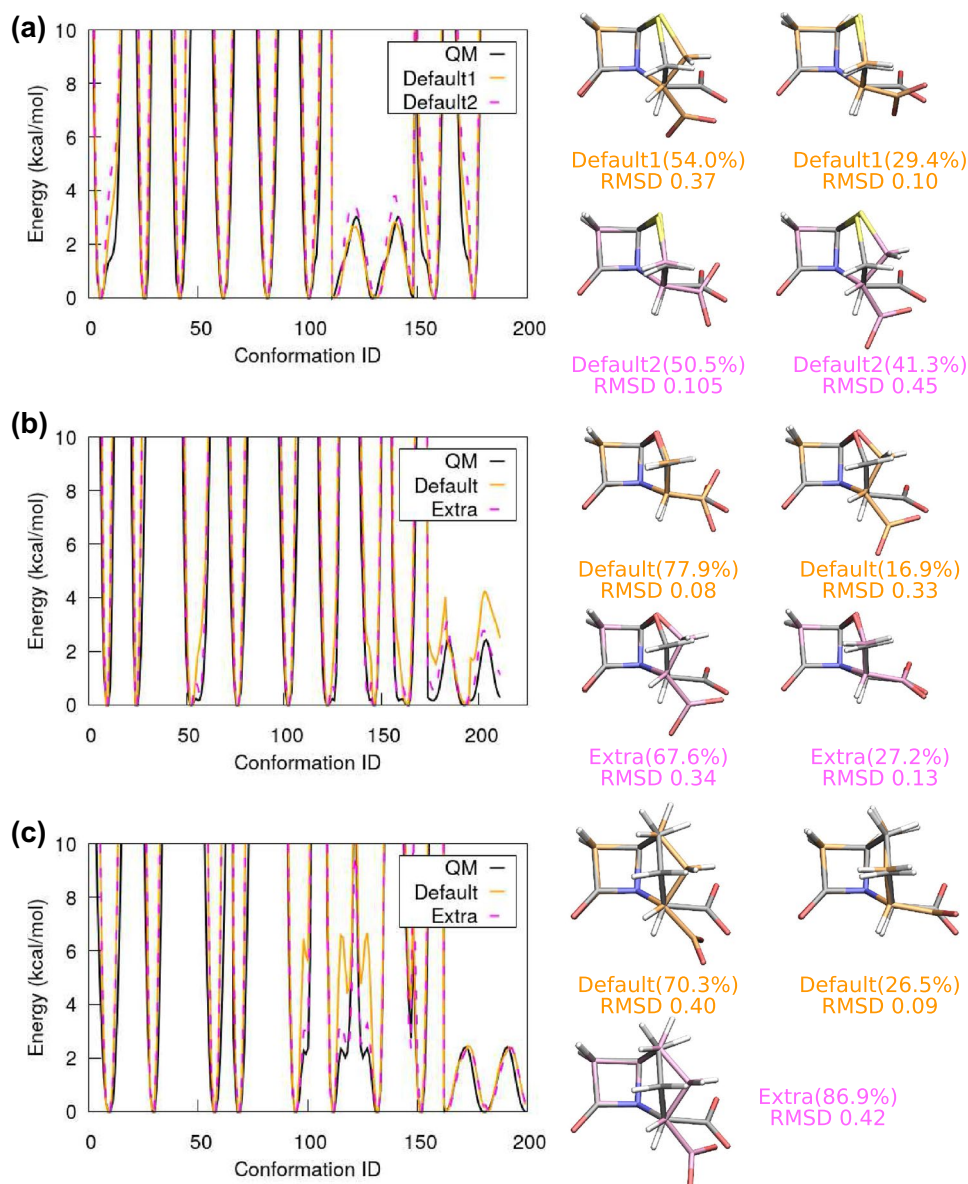 (a)
Energy (kcal/mol)
10
8
6
4
2
0
QM
Default1
Default2
0 50 100 150 200
Conformation ID
Default1(54.0%)
RMSD 0.37
Default1(29.4%)
RMSD 0.10
Default2(50.5%)
RMSD 0.105
Default2(41.3%)
RMSD 0.45
(b)
Energy (kcal/mol)
10
8
6
4
2
0
QM
Default
Extra
0 50 100 150 200
Conformation ID
Default(77.9%)
RMSD 0.08
Default(16.9%)
RMSD 0.33
Extra(67.6%)
RMSD 0.34
Extra(27.2%)
RMSD 0.13
(c)
Energy (kcal/mol)
10
8
6
4
2
0
QM
Default
Extra
0 50 100 150 200
Conformation ID
Default(70.3%)
RMSD 0.40
Default(26.5%)
RMSD 0.09
Extra(86.9%)
RMSD 0.42